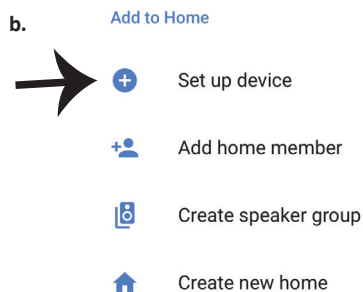 b.
Add to Home
Set up device
Add home member
Create speaker group
Create new home